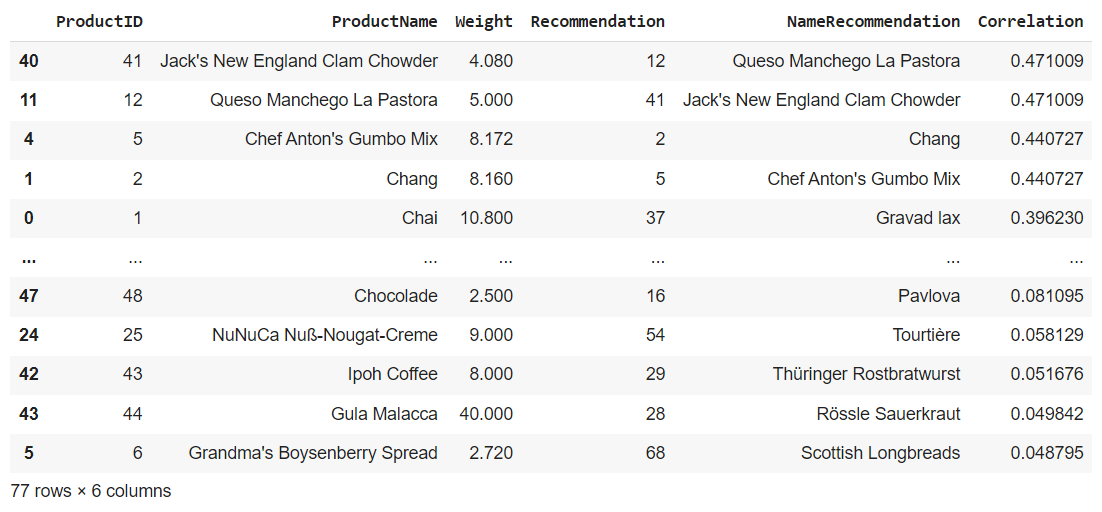 ProductID ProductName Weight Recommendation NameRecommendation Correlation
40 41 Jack's New England Clam Chowder 4.080 12 Queso Manchego La Pastora 0.471009
11 12 Queso Manchego La Pastora 5.000 41 Jack's New England Clam Chowder 0.471009
4 5 Chef Anton's Gumbo Mix 8.172 2 Chang 0.440727
1 2 Chang 8.160 5 Chef Anton's Gumbo Mix 0.440727
0 1 Chai 10.800 37 Gravad lax 0.396230
... ... ... ... ... ... ...
47 48 Chocolade 2.500 16 Pavlova 0.081095
24 25 NuNuCa Nuß-Nougat-Creme 9.000 54 Tourtière 0.058129
42 43 Ipoh Coffee 8.000 29 Thüringer Rostbratwurst 0.051676
43 44 Gula Malacca 40.000 28 Rössle Sauerkraut 0.049842
5 6 Grandma's Boysenberry Spread 2.720 68 Scottish Longbreads 0.048795
77 rows × 6 columns